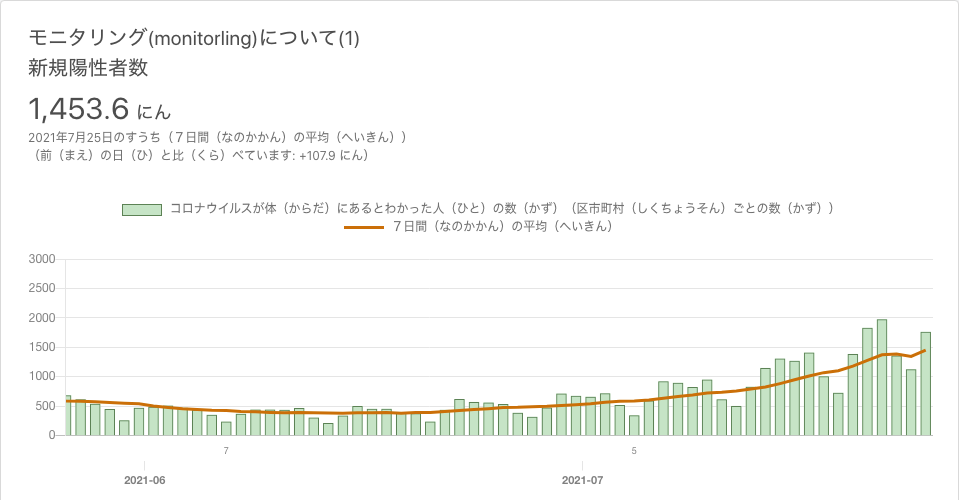 モニタリング(monitorling)について(1)
新規陽性者数
1,453.6 にん
2021年7月25日のすうち（７日間（なのかかん）の平均（へいきん））
（前（まえ）の日（ひ）と比（くら）べています: +107.9 にん）
コロナウイルスが体（からだ）にあるとわかった人（ひと）の数（かず）（区市町村（しくちょうそん）ごとの数（かず））
７日間（なのかかん）の平均（へいきん）
3000
2500
2000
1500
1000
500
0
7
5
2021-06
2021-07